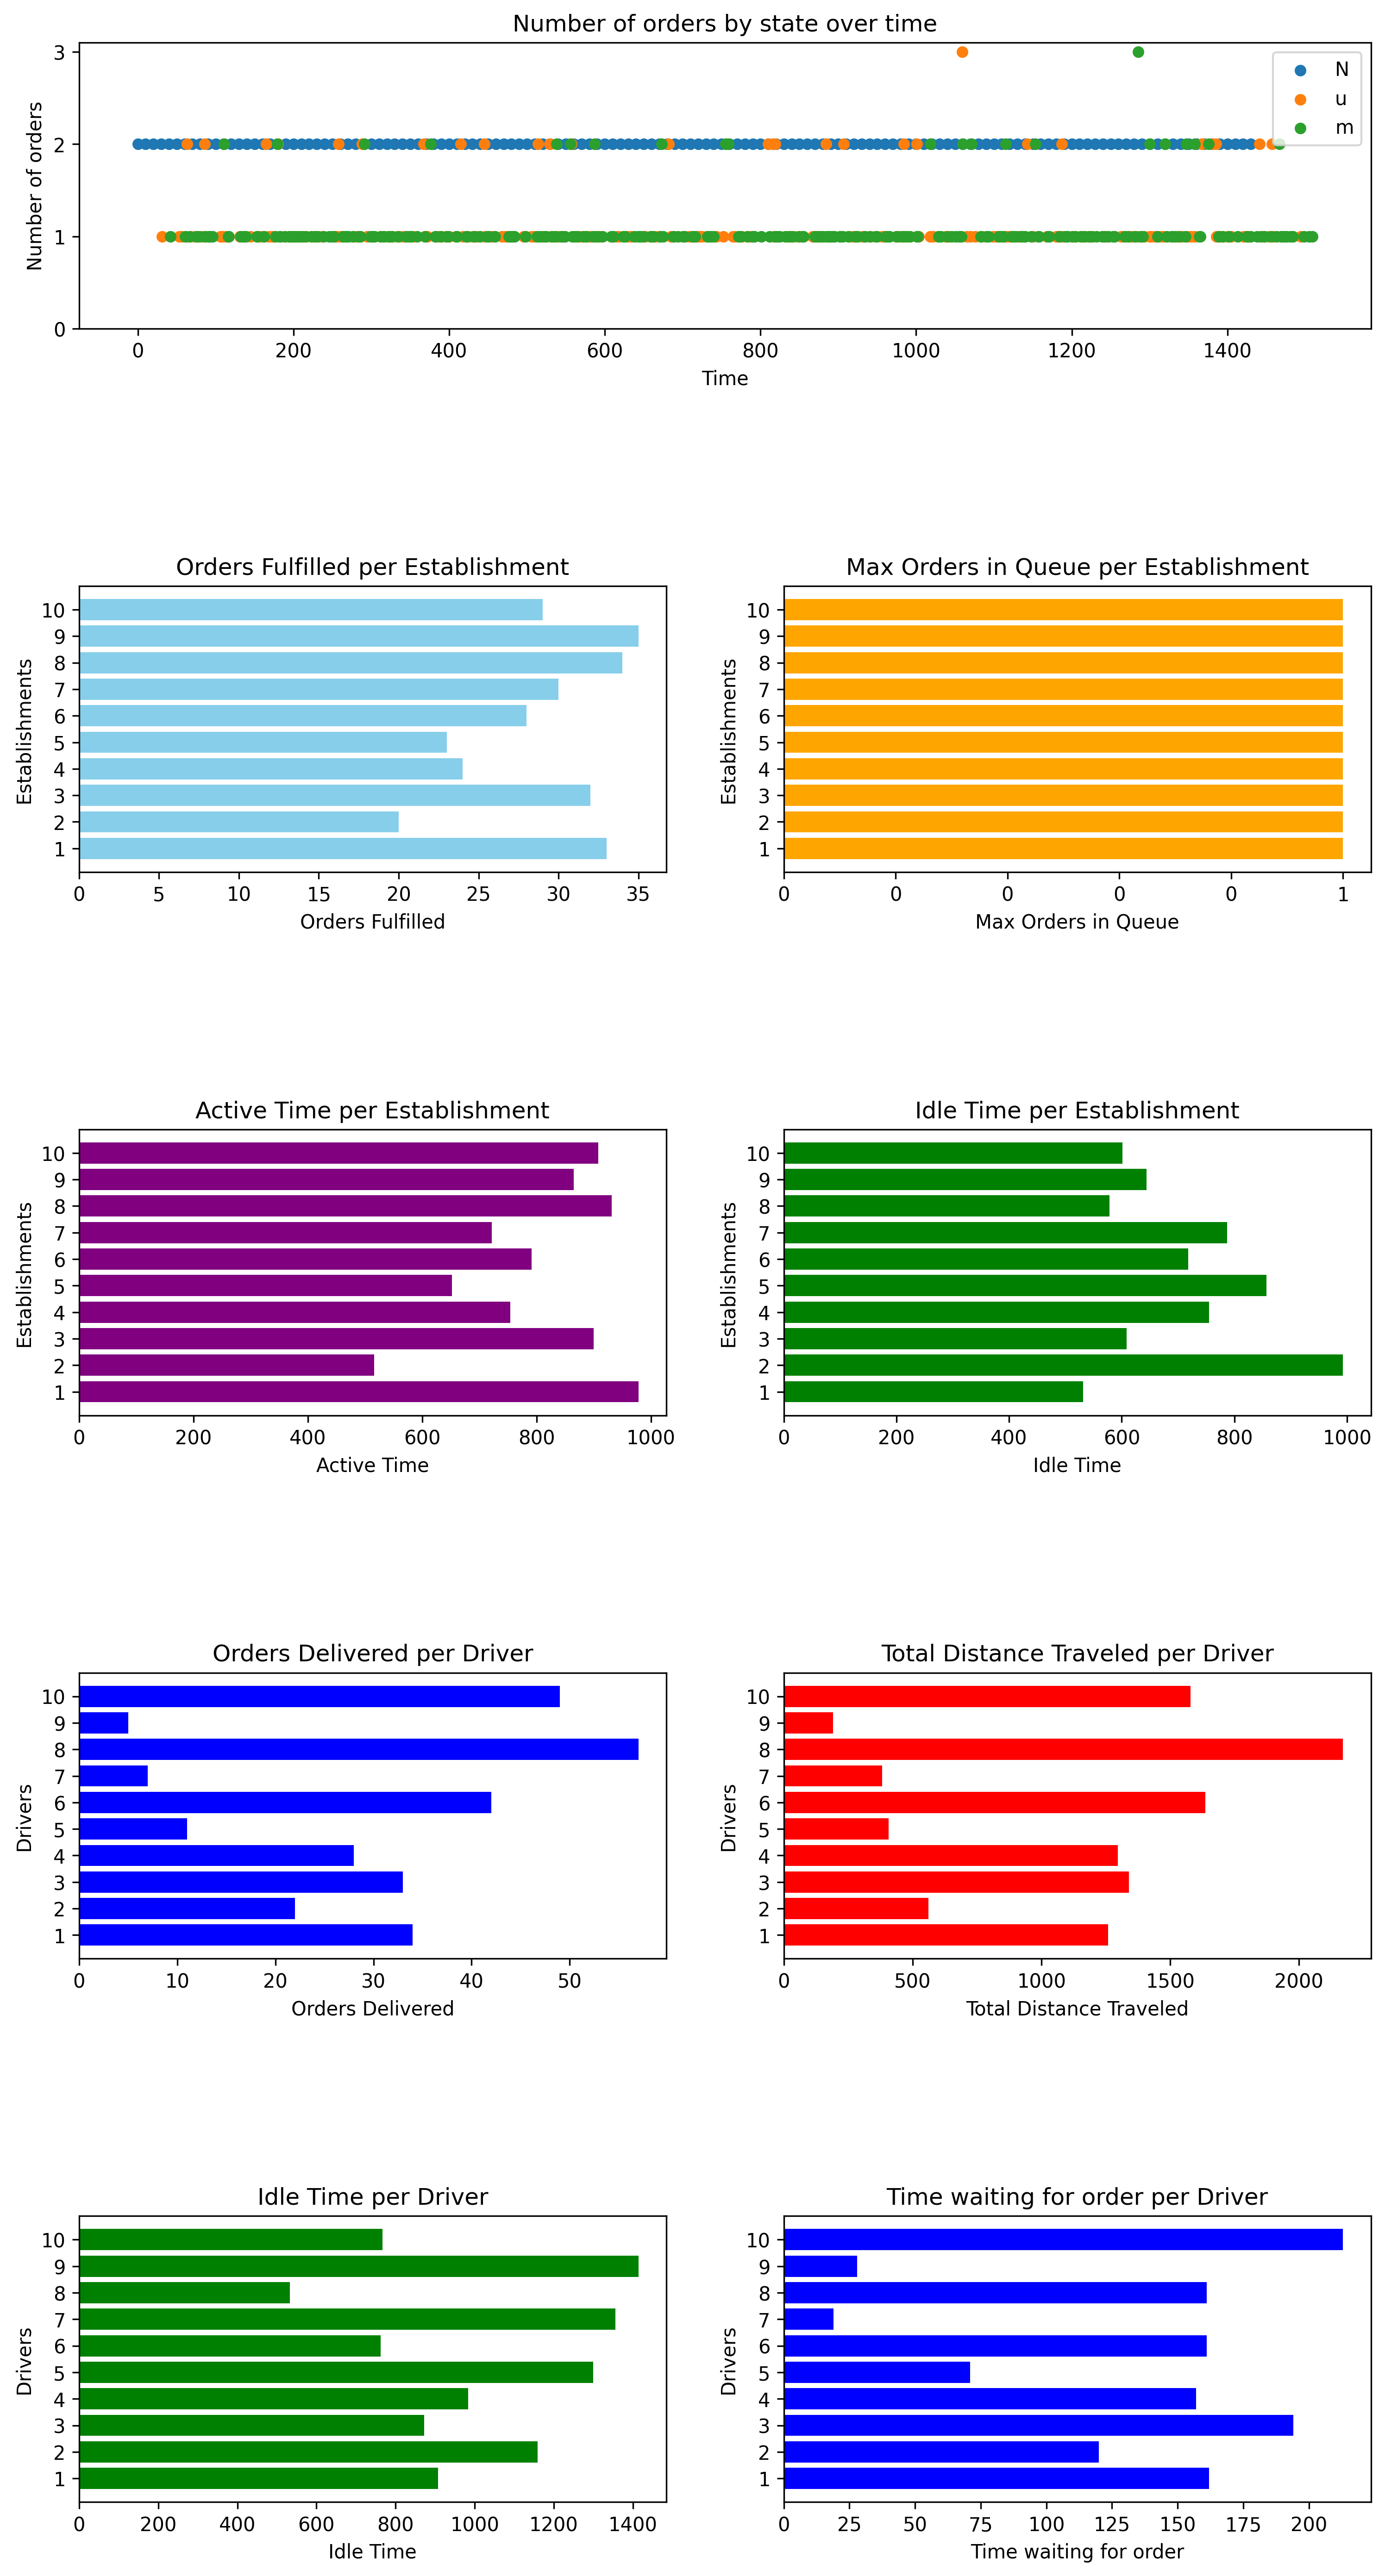 Number of orders by state over time
3
2
1
0
Number of orders
N
u
m
0 200 400 600 800 1000 1200 1400
Time
Orders Fulfilled per Establishment
10
9
8
7
6
5
4
3
2
1
Establishments
0 5 10 15 20 25 30 35
Orders Fulfilled
Max Orders in Queue per Establishment
10
9
8
7
6
5
4
3
2
1
Establishments
0 0 0 0 0 1
Max Orders in Queue
Active Time per Establishment
10
9
8
7
6
5
4
3
2
1
Establishments
0 200 400 600 800 1000
Active Time
Idle Time per Establishment
10
9
8
7
6
5
4
3
2
1
Establishments
0 200 400 600 800 1000
Idle Time
Orders Delivered per Driver
10
9
8
7
6
5
4
3
2
1
Drivers
0 10 20 30 40 50
Orders Delivered
Total Distance Traveled per Driver
10
9
8
7
6
5
4
3
2
1
Drivers
0 500 1000 1500 2000
Total Distance Traveled
Idle Time per Driver
10
9
8
7
6
5
4
3
2
1
Drivers
0 200 400 600 800 1000 1200 1400
Idle Time
Time waiting for order per Driver
10
9
8
7
6
5
4
3
2
1
Drivers
0 25 50 75 100 125 150 175 200
Time waiting for order